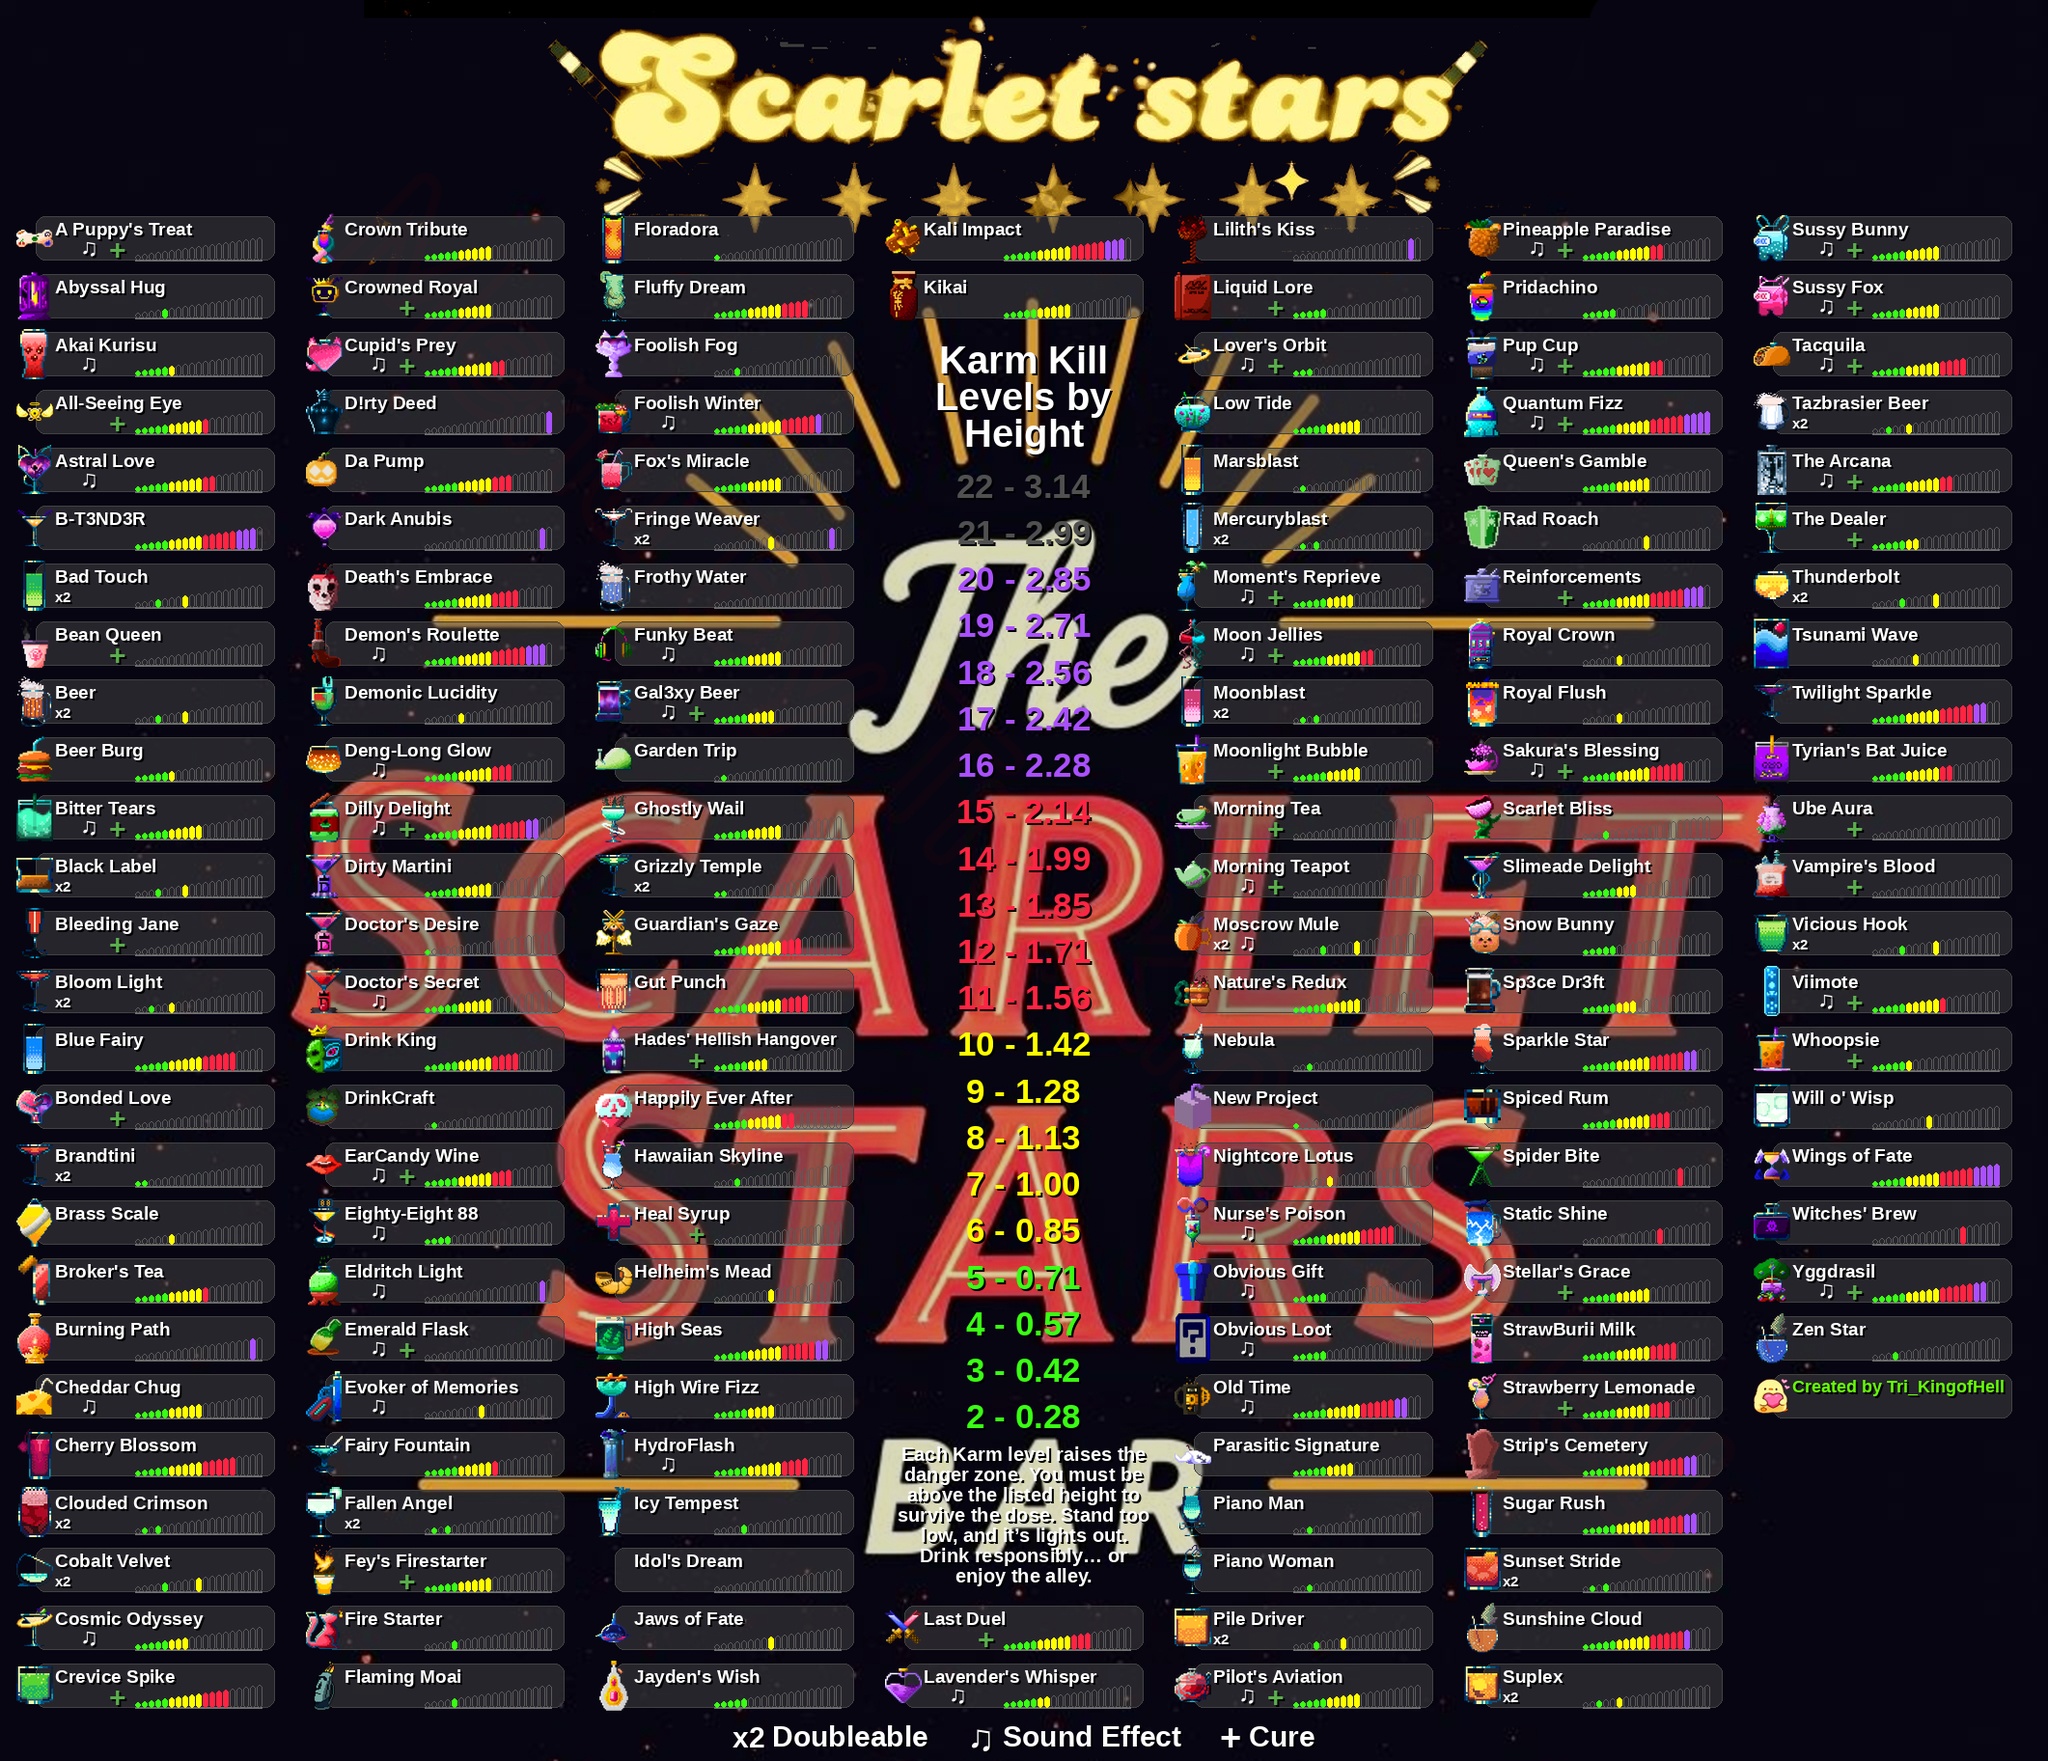 Scarlet stars
A Puppy's Treat
♫ +
Abyssal Hug
Akai Kurisu
♫
All-Seeing Eye
+
Astral Love
♫
B-T3ND3R
Bad Touch
x2
Bean Queen
+
Beer
x2
Beer Burg
Bitter Tears
♫ +
Black Label
x2
Bleeding Jane
+
Bloom Light
x2
Blue Fairy
Bonded Love
+
Brandtini
x2
Brass Scale
Broker's Tea
Burning Path
Cheddar Chug
♫
Cherry Blossom
Clouded Crimson
x2
Cobalt Velvet
x2
Cosmic Odyssey
♫
Crevice Spike
+
Crown Tribute
Crowned Royal
+
Cupid's Prey
♫ +
D!rty Deed
Da Pump
Dark Anubis
Death's Embrace
Demon's Roulette
♫
Demonic Lucidity
Deng-Long Glow
♫
Dilly Delight
♫ +
Dirty Martini
Doctor's Desire
Doctor's Secret
♫
Drink King
DrinkCraft
EarCandy Wine
♫ +
Eighty-Eight 88
♫
Eldritch Light
♫
Emerald Flask
♫ +
Evoker of Memories
♫
Fairy Fountain
Fallen Angel
x2
Fey's Firestarter
+
Fire Starter
Flaming Moai
Floradora
Fluffy Dream
Foolish Fog
Foolish Winter
♫
Fox's Miracle
Fringe Weaver
x2
Frothy Water
Funky Beat
♫
Gal3xy Beer
♫ +
Garden Trip
Ghostly Wail
Grizzly Temple
x2
Guardian's Gaze
Gut Punch
Hades' Hellish Hangover
+
Happily Ever After
Hawaiian Skyline
Heal Syrup
+
Helheim's Mead
High Seas
High Wire Fizz
HydroFlash
♫
Icy Tempest
Idol's Dream
Jaws of Fate
Jayden's Wish
Kali Impact
Kikai
Karm Kill
Levels by
Height
22 - 3.14
21 - 2.99
20 - 2.85
19 - 2.71
18 - 2.56
17 - 2.42
16 - 2.28
15 - 2.14
14 - 1.99
13 - 1.85
12 - 1.71
11 - 1.56
10 - 1.42
9 - 1.28
8 - 1.13
7 - 1.00
6 - 0.85
5 - 0.71
4 - 0.57
3 - 0.42
2 - 0.28
Each Karm level raises the
danger zone. You must be
above the listed height to
survive the dose. Stand too
low, and it's lights out.
Drink responsibly... or
enjoy the alley.
The
SCARLET
STARS
BAR
Last Duel
+
Lavender's Whisper
♫
Lilith's Kiss
Liquid Lore
+
Lover's Orbit
♫ +
Low Tide
Marsblast
Mercuryblast
x2
Moment's Reprieve
♫ +
Moon Jellies
♫ +
Moonblast
x2
Moonlight Bubble
+
Morning Tea
+
Morning Teapot
♫ +
Moscrow Mule
x2 ♫
Nature's Redux
Nebula
New Project
Nightcore Lotus
Nurse's Poison
♫
Obvious Gift
♫
Obvious Loot
♫
Old Time
♫
Parasitic Signature
Piano Man
Piano Woman
Pile Driver
x2
Pilot's Aviation
♫ +
Pineapple Paradise
♫ +
Pridachino
Pup Cup
♫ +
Quantum Fizz
♫ +
Queen's Gamble
Rad Roach
Reinforcements
+
Royal Crown
Royal Flush
Sakura's Blessing
♫ +
Scarlet Bliss
Slimeade Delight
Snow Bunny
Sp3ce Dr3ft
Sparkle Star
Spiced Rum
Spider Bite
Static Shine
Stellar's Grace
+
StrawBurii Milk
Strawberry Lemonade
+
Strip's Cemetery
Sugar Rush
Sunset Stride
x2
Sunshine Cloud
Suplex
x2
Sussy Bunny
♫ +
Sussy Fox
♫ +
Tacquila
♫ +
Tazbrasier Beer
x2
The Arcana
♫ +
The Dealer
+
Thunderbolt
x2
Tsunami Wave
Twilight Sparkle
Tyrian's Bat Juice
Ube Aura
+
Vampire's Blood
+
Vicious Hook
x2
Viimote
♫ +
Whoopsie
+
Will o' Wisp
Wings of Fate
Witches' Brew
Yggdrasil
♫ +
Zen Star
Created by Tri_KingofHell
x2 Doubleable ♫ Sound Effect + Cure